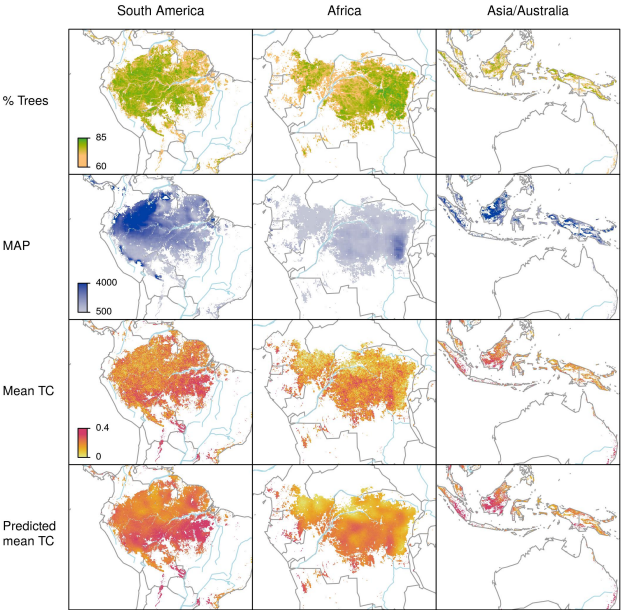 South America Africa Asia/Australia
% Trees
85
60
MAP
4000
500
Mean TC
0.4
0
Predicted
mean TC